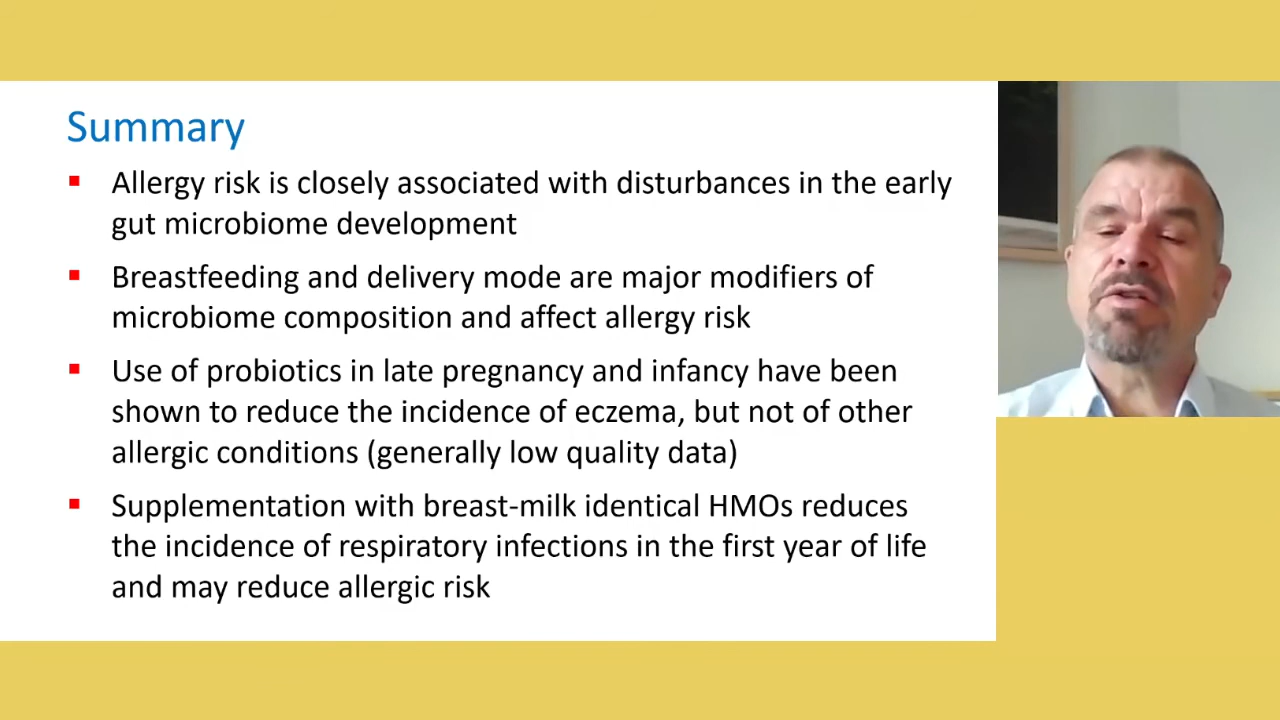 Summary
Allergy risk is closely associated with disturbances in the early
gut microbiome development
Breastfeeding and delivery mode are major modifiers of
microbiome composition and affect allergy risk
Use of probiotics in late pregnancy and infancy have been
shown to reduce the incidence of eczema, but not of other
allergic conditions (generally low quality data)
Supplementation with breast-milk identical HMOs reduces
the incidence of respiratory infections in the first year of life
and may reduce allergic risk